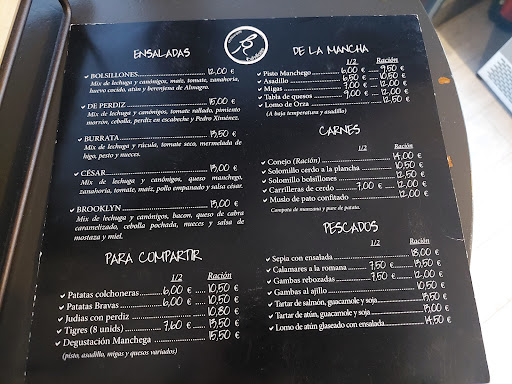 ENSALADAS
BOLSILLONES 12,00 €
Mix de lechuga y canónigos, maíz, tomate, zanahoria,
huevo cocido, atún y berenjena de Almagro.
DE PERDIZ 15,00 €
Mix de lechuga y canónigos, tomate rallado, pimiento
morrón, cebolla, perdiz en escabeche y Pedro Ximénez.
BURRATA 13,50 €
Mix de lechuga y rúcula, tomate seco, mermelada de
higo, pesto y nueces.
CÉSAR 13,00 €
Mix de lechuga y canónigos, queso manchego,
zanahoria, tomate, maíz, pollo empanado y salsa césar.
BROOKLYN 13,00 €
Mix de lechuga y canónigos, bacon, queso de cabra
caramelizado, cebolla pochada, nueces y salsa de
mostaza y miel.
PARA COMPARTIR
1/2 Ración
Patatas colchoneras 6,00 € 10,50 €
Patatas Bravas 6,00 € 10,50 €
Judías con perdiz 10,80 €
Tigres (8 unids) 7,60 € 13,50 €
Degustación Manchega 15,50 €
(pisto, asadillo, migas y quesos variados)
R
DE LA MANCHA
1/2 Ración
Pisto Manchego 6,00 € 9,50 €
Asadillo 6,50 € 10,50 €
Migas 7,00 € 12,00 €
Tabla de quesos 9,00 € 12,00 €
Lomo de Orza 12,50 €
(A baja temperatura y asadillo)
CARNES
1/2 Ración
Conejo (Ración) 14,00 €
Solomillo cerdo a la plancha 10,50 €
Solomillo bolsillones 12,50 €
Carrilleras de cerdo 7,00 € 12,00 €
Muslo de pato confitado 12,00 €
Compota de manzana y pure de patata.
PESCADOS
1/2 Ración
Sepia con ensalada 18,00 €
Calamares a la romana 7,50 € 13,50 €
Gambas rebozadas 7,50 € 12,00 €
Gambas al ajillo 10,50 €
Tartar de salmón, guacamole y soja 13,50 €
Tartar de atún, guacamole y soja 13,00 €
Lomo de atún glaseado con ensalada 14,50 €